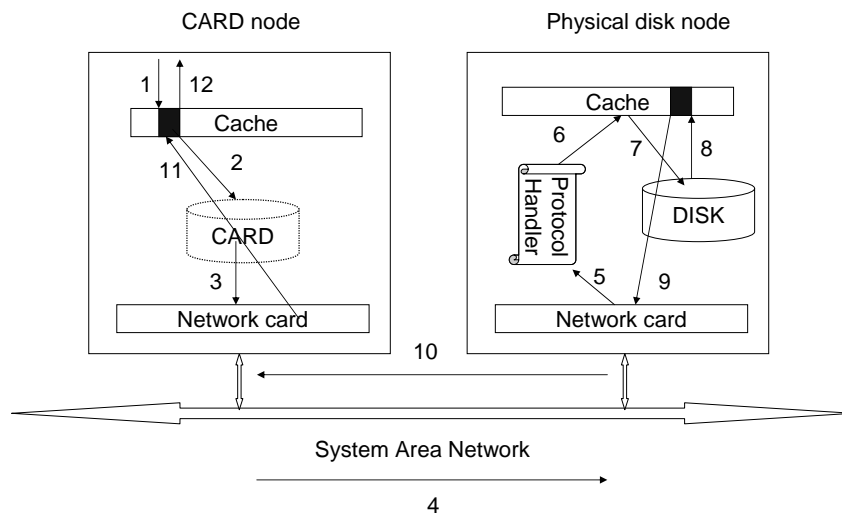 CARD node
Physical disk node
1
12
Cache
11
2
CARD
3
Network card
Cache
6
7
8
Protocol
Handler
DISK
5
9
Network card
10
System Area Network
4